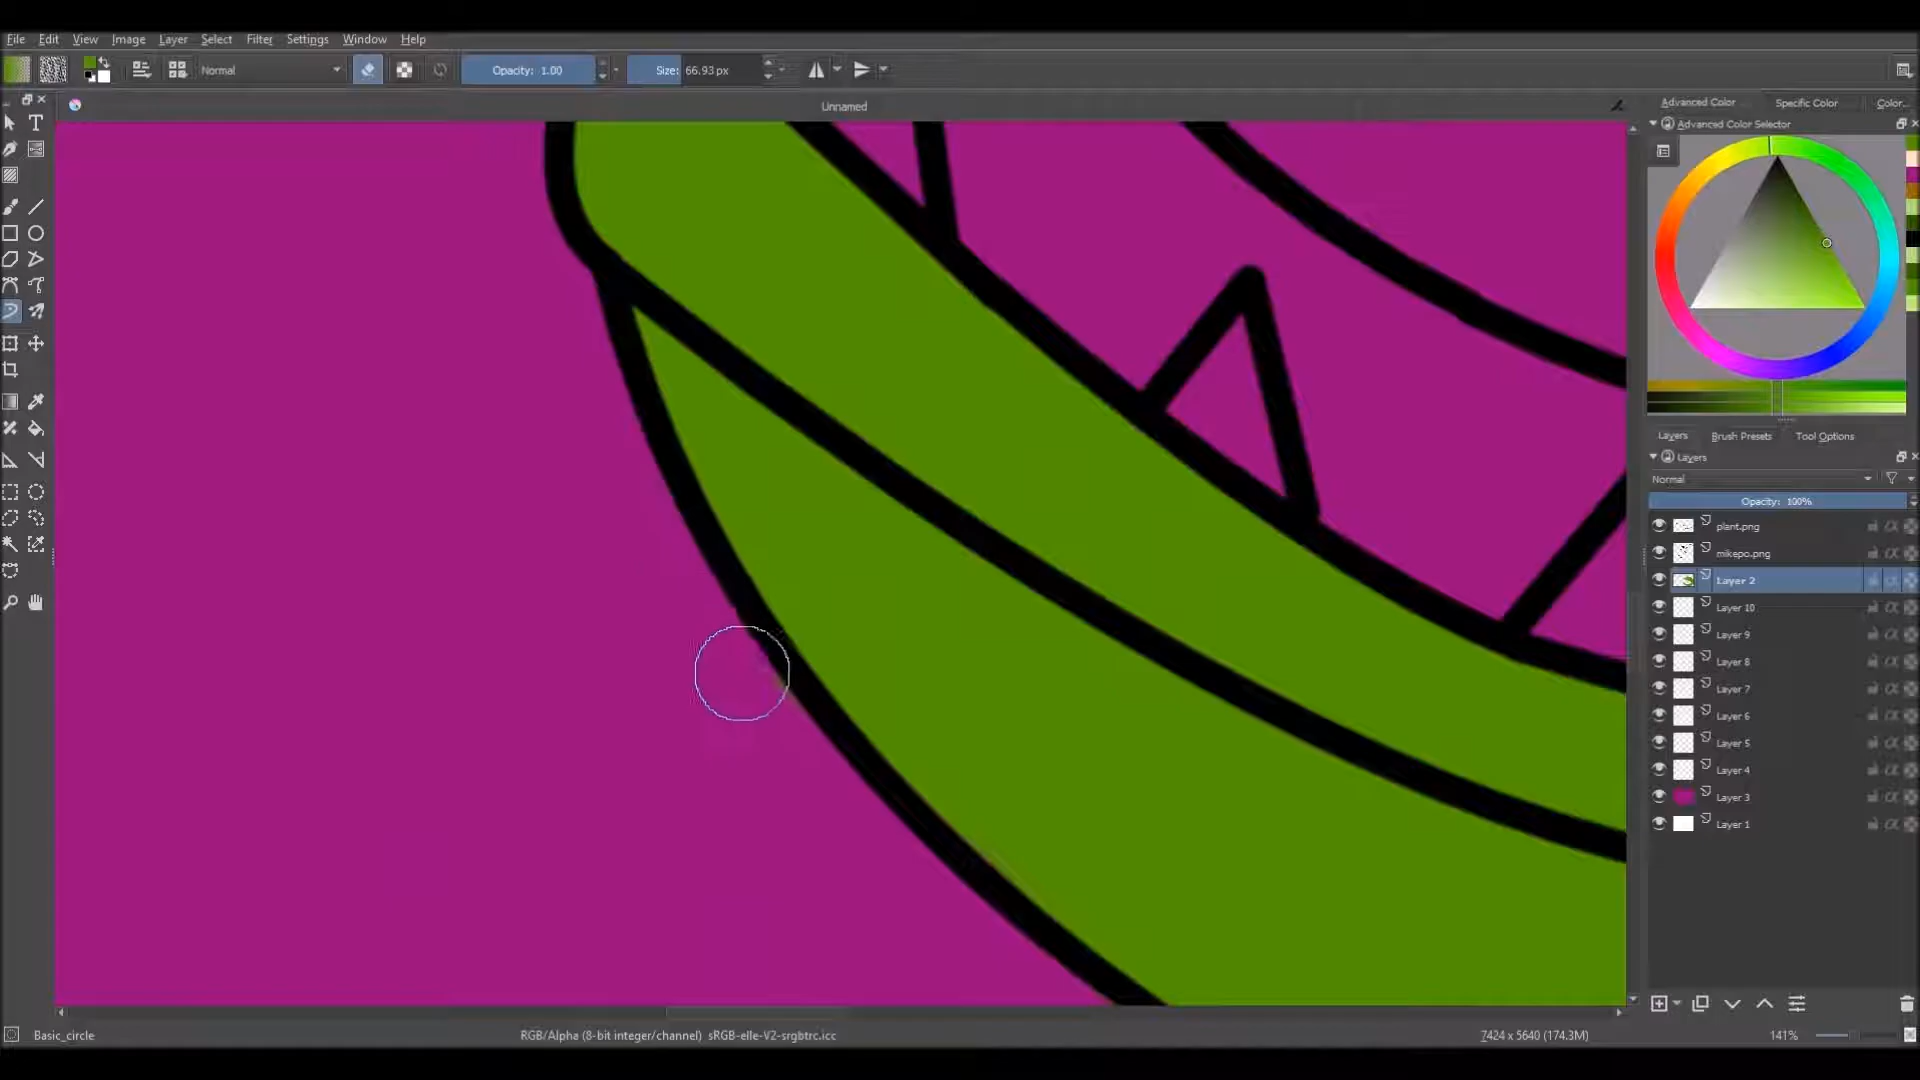 File Edit View Image Layer Select Filter Settings Window Help
Normal Opacity: 1.00 Size: 66.93 px
Unnamed
Advanced Color Specific Color Color...
Advanced Color Selector
Layers Brush Presets Tool Options
Layers
Normal
Opacity: 100%
plant.png
mikepo.png
Layer 2
Layer 10
Layer 9
Layer 8
Layer 7
Layer 6
Layer 5
Layer 4
Layer 3
Layer 1
Basic_circle RGB/Alpha (8-bit integer/channel) sRGB-elle-V2-srgbtrc.icc 7424 x 5640 (174.3M) 141%